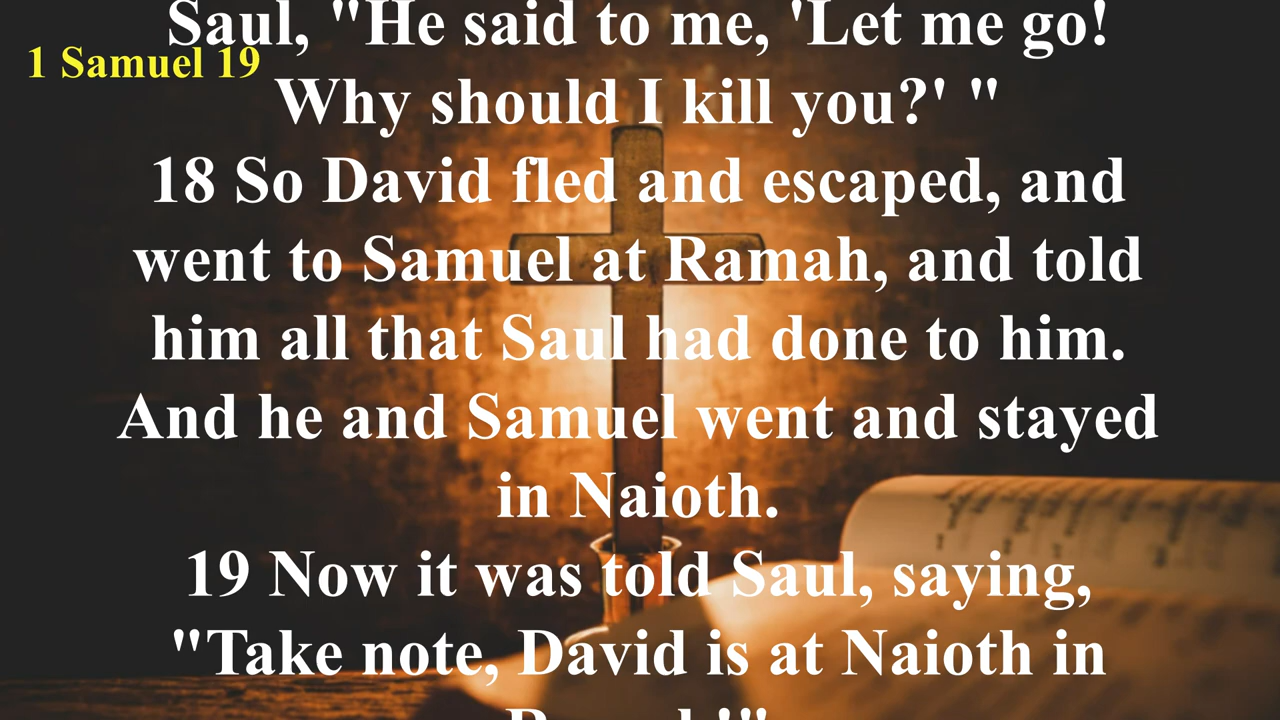 Saul, "He said to me, 'Let me go!
1 Samuel 19
Why should I kill you?' "
18 So David fled and escaped, and
went to Samuel at Ramah, and told
him all that Saul had done to him.
And he and Samuel went and stayed
in Naioth.
19 Now it was told Saul, saying,
"Take note, David is at Naioth in